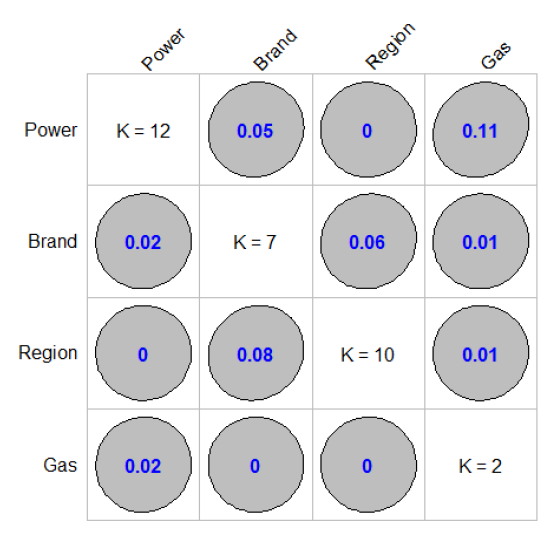 Power Brand Region Gas
Power K = 12 0.05 0 0.11
Brand 0.02 K = 7 0.06 0.01
Region 0 0.08 K = 10 0.01
Gas 0.02 0 0 K = 2